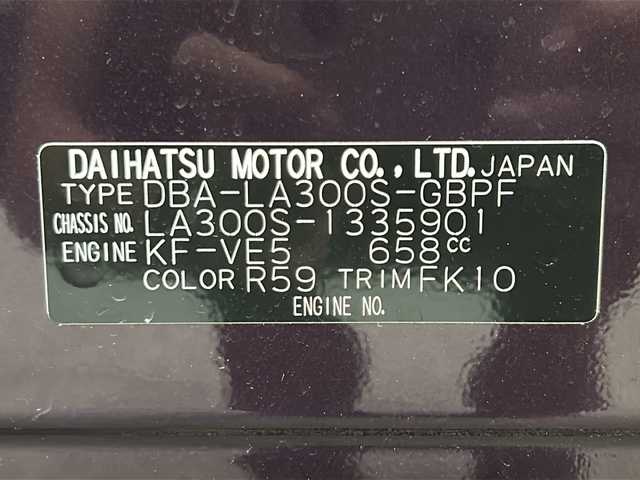 DAIHATSU MOTOR CO., LTD. JAPAN
TYPE DBA-LA300S-GBPF
CHASSIS NO. LA300S-1335901
ENGINE KF-VE5 658cc
COLOR R59 TRIM FK10
ENGINE NO.